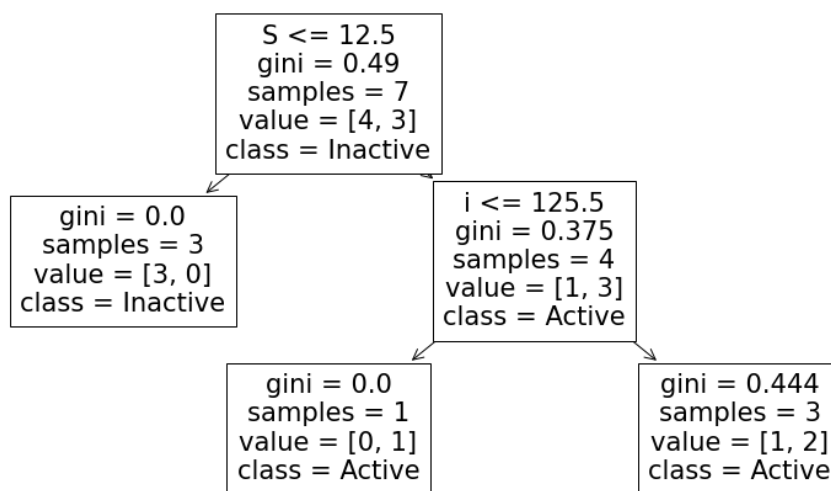 S <= 12.5
gini = 0.49
samples = 7
value = [4, 3]
class = Inactive
gini = 0.0
samples = 3
value = [3, 0]
class = Inactive
i <= 125.5
gini = 0.375
samples = 4
value = [1, 3]
class = Active
gini = 0.0
samples = 1
value = [0, 1]
class = Active
gini = 0.444
samples = 3
value = [1, 2]
class = Active